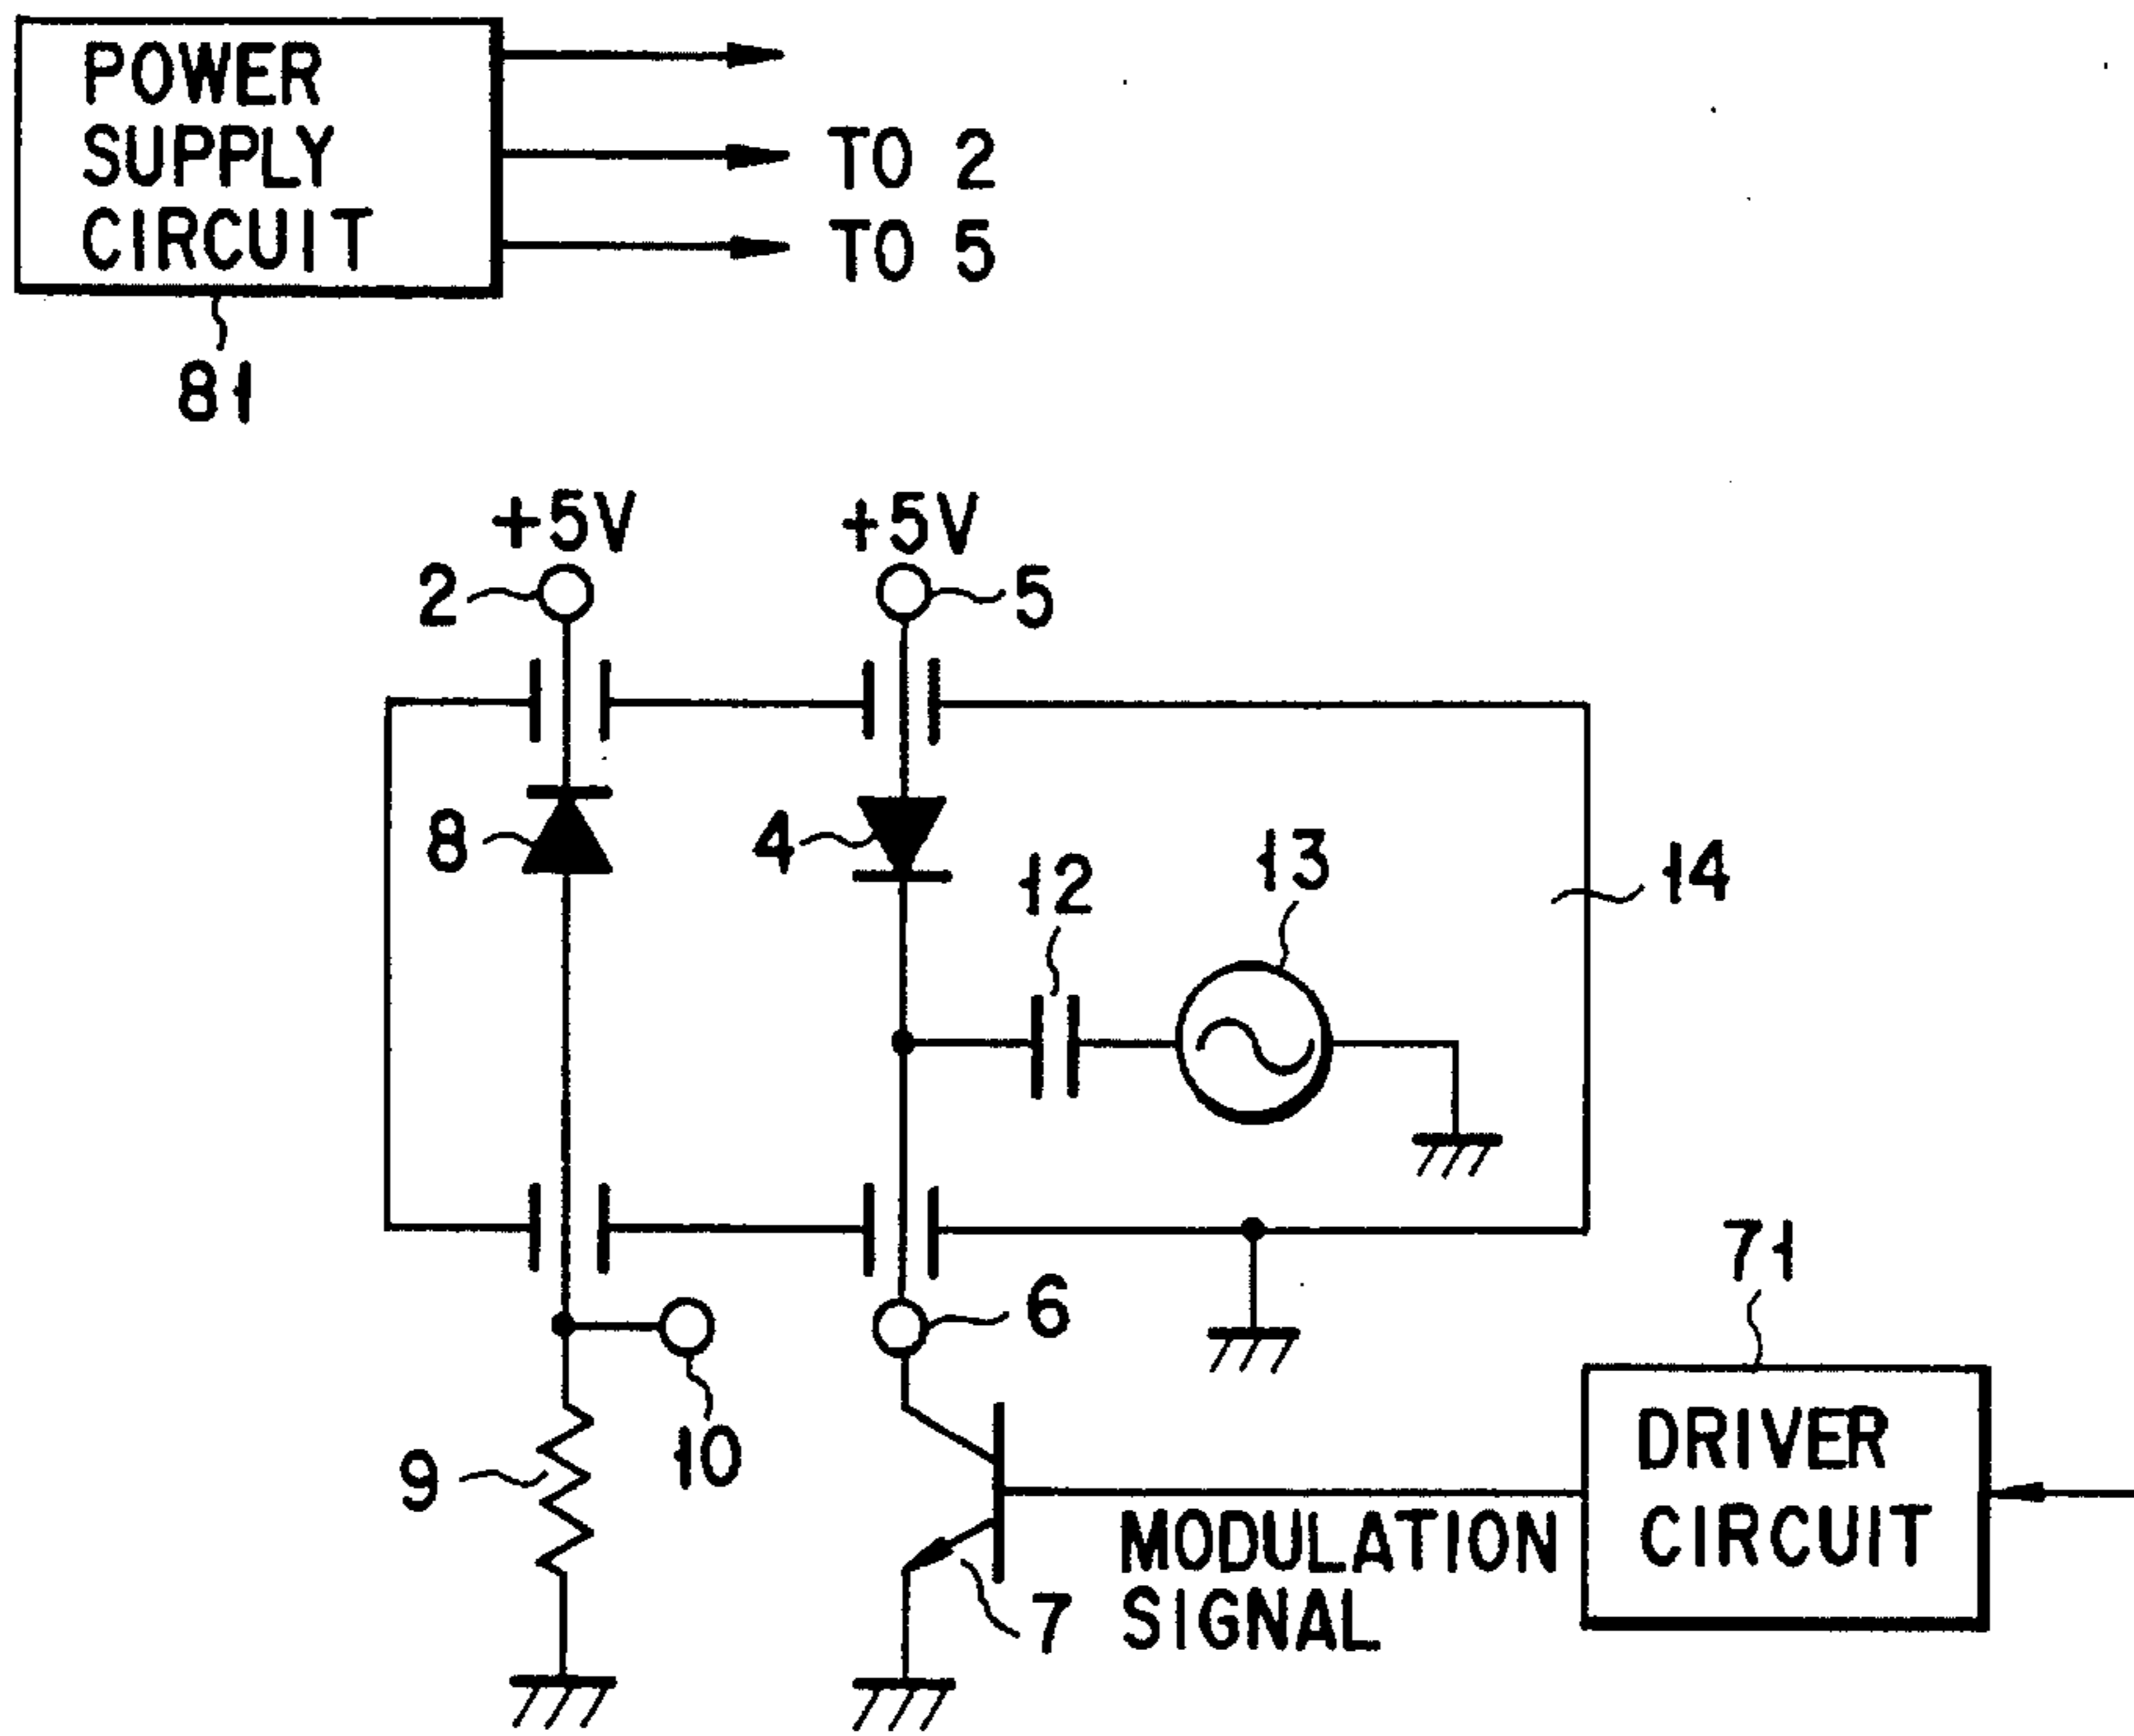 POWER
SUPPLY
CIRCUIT
TO 2
TO 5
81
+5V
+5V
2
5
8
4
12
13
14
6
10
9
7
71
DRIVER
CIRCUIT
MODULATION
SIGNAL